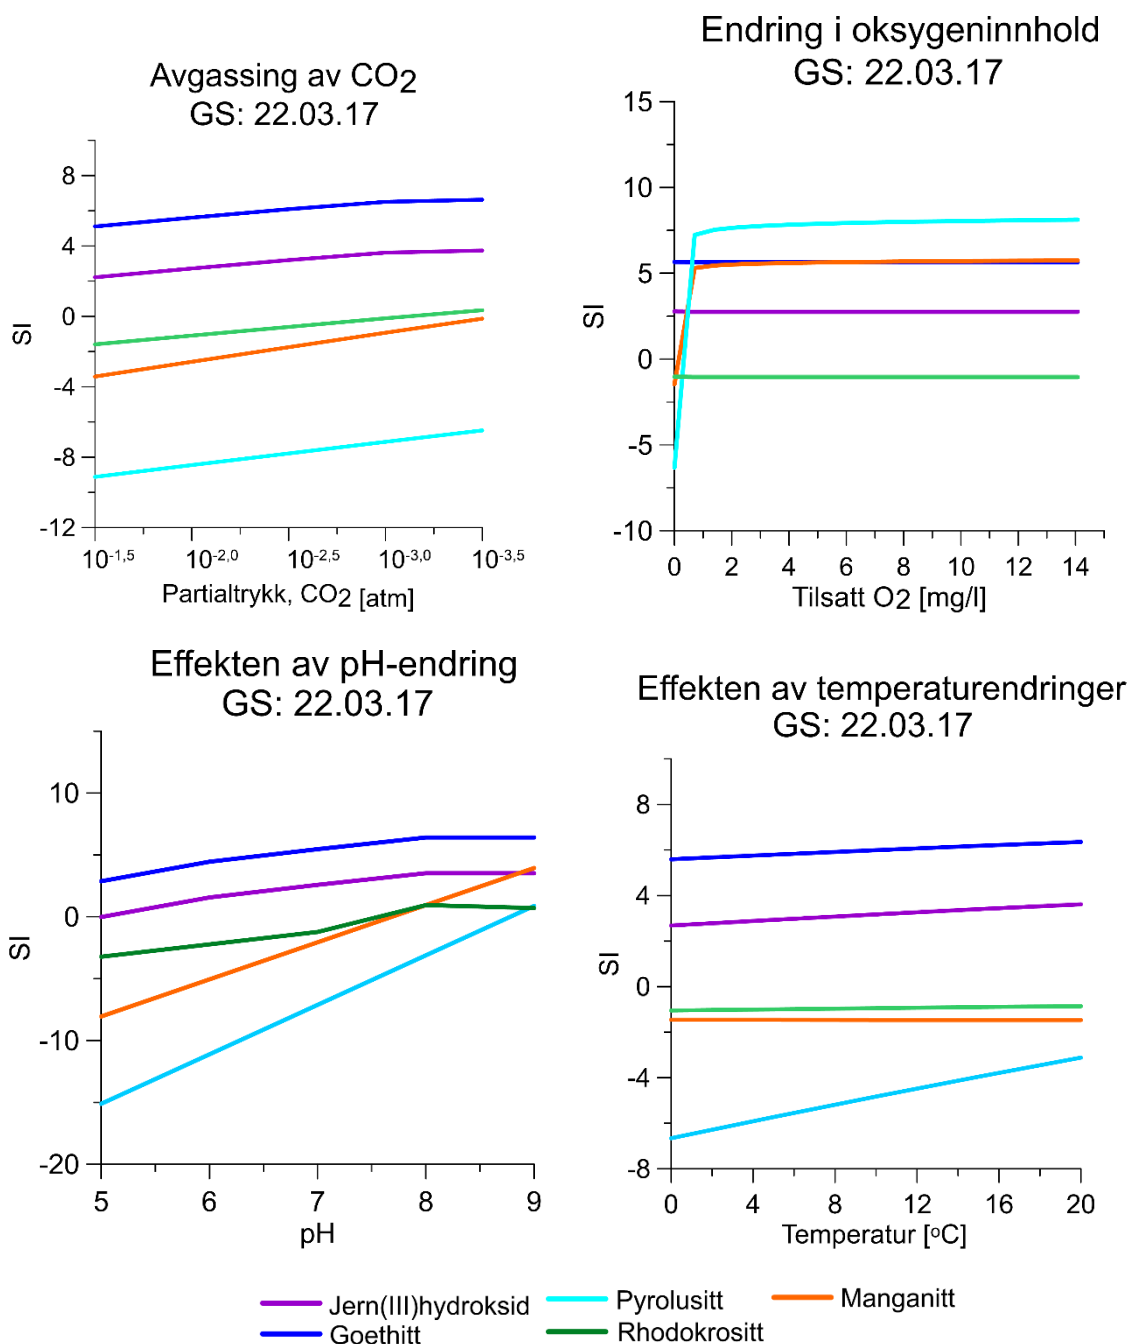 Avgassing av CO2
GS: 22.03.17
SI
8
4
0
-4
-8
-12
10-1,5 10-2,0 10-2,5 10-3,0 10-3,5
Partialtrykk, CO2 [atm]
Endring i oksygeninnhold
GS: 22.03.17
SI
15
10
5
0
-5
-10
0 2 4 6 8 10 12 14
Tilsatt O2 [mg/l]
Effekten av pH-endring
GS: 22.03.17
SI
10
0
-10
-20
5 6 7 8 9
pH
Effekten av temperaturendringer
GS: 22.03.17
SI
8
4
0
-4
-8
0 4 8 12 16 20
Temperatur [oC]
Jern(III)hydroksid Pyrolusitt Manganitt
Goethitt Rhodokrositt